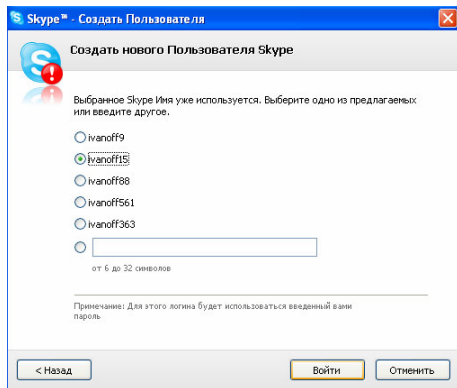 Skype™ - Создать Пользователя
Создать нового Пользователя Skype
Выбранное Skype Имя уже используется. Выберите одно из предлагаемых
или введите другое.
ivanoff9
ivanoff15
ivanoff88
ivanoff561
ivanoff363
от 6 до 32 символов
Примечание: Для этого логина будет использоваться введенный вами
пароль
< Назад
Войти
Отменить